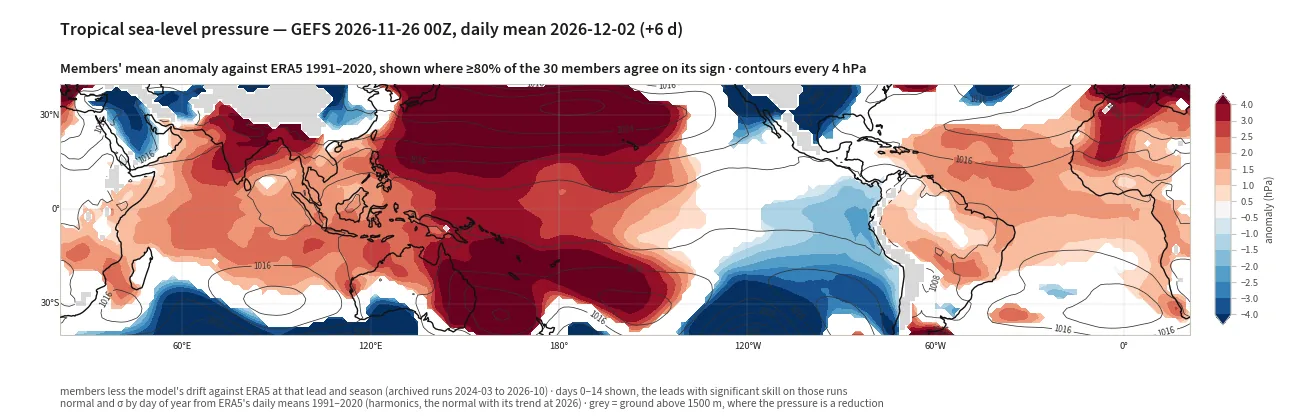 Tropical sea-level pressure — GEFS 2026-11-26 00Z, daily mean 2026-12-02 (+6 d)
Members' mean anomaly against ERA5 1991–2020, shown where ≥80% of the 30 members agree on its sign · contours every 4 hPa
30°N
0°
30°S
60°E
120°E
180°
120°W
60°W
0°
1016
1016
1016
1016
1016
1016
1016
1016
1008
1016
1016
4.0
3.0
2.5
2.0
1.5
1.0
0.5
−0.5
−1.0
−1.5
−2.0
−2.5
−3.0
−4.0
anomaly (hPa)
members less the model's drift against ERA5 at that lead and season (archived runs 2024-03 to 2026-10) · days 0–14 shown, the leads with significant skill on those runs
normal and σ by day of year from ERA5's daily means 1991–2020 (harmonics, the normal with its trend at 2026) · grey = ground above 1500 m, where the pressure is a reduction